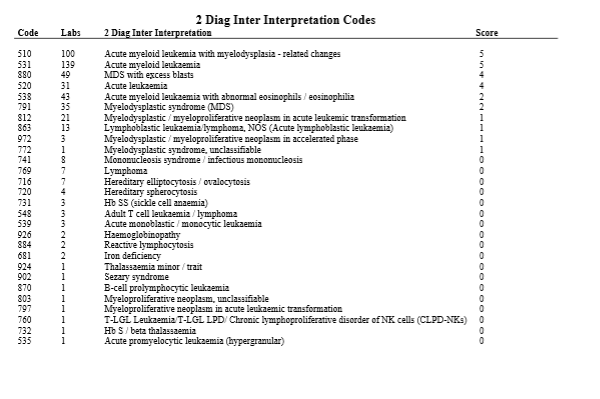 2 Diag Inter Interpretation Codes
Code Labs 2 Diag Inter Interpretation Score
510 100 Acute myeloid leukemia with myelodysplasia - related changes 5
531 139 Acute myeloid leukaemia 5
880 49 MDS with excess blasts 4
520 31 Acute leukaemia 4
538 43 Acute myeloid leukaemia with abnormal eosinophils / eosinophilia 2
791 35 Myelodysplastic syndrome (MDS) 2
812 21 Myelodysplastic / myeloproliferative neoplasm in acute leukemic transformation 1
863 13 Lymphoblastic leukaemia/lymphoma, NOS (Acute lymphoblastic leukaemia) 1
972 3 Myelodysplastic / myeloproliferative neoplasm in accelerated phase 1
772 1 Myelodysplastic syndrome, unclassifiable 1
741 8 Mononucleosis syndrome / infectious mononucleosis 0
769 7 Lymphoma 0
716 7 Hereditary elliptocytosis / ovalocytosis 0
720 4 Hereditary spherocytosis 0
731 3 Hb SS (sickle cell anaemia) 0
548 3 Adult T cell leukaemia / lymphoma 0
539 3 Acute monoblastic / monocytic leukaemia 0
926 2 Haemoglobinopathy 0
884 2 Reactive lymphocytosis 0
681 2 Iron deficiency 0
924 1 Thalassaemia minor / trait 0
902 1 Sezary syndrome 0
870 1 B-cell prolymphocytic leukaemia 0
803 1 Myeloproliferative neoplasm, unclassifiable 0
797 1 Myeloproliferative neoplasm in acute leukaemic transformation 0
760 1 T-LGL Leukaemia/T-LGL LPD/ Chronic lymphoproliferative disorder of NK cells (CLPD-NKs) 0
732 1 Hb S / beta thalassaemia 0
535 1 Acute promyelocytic leukaemia (hypergranular) 0